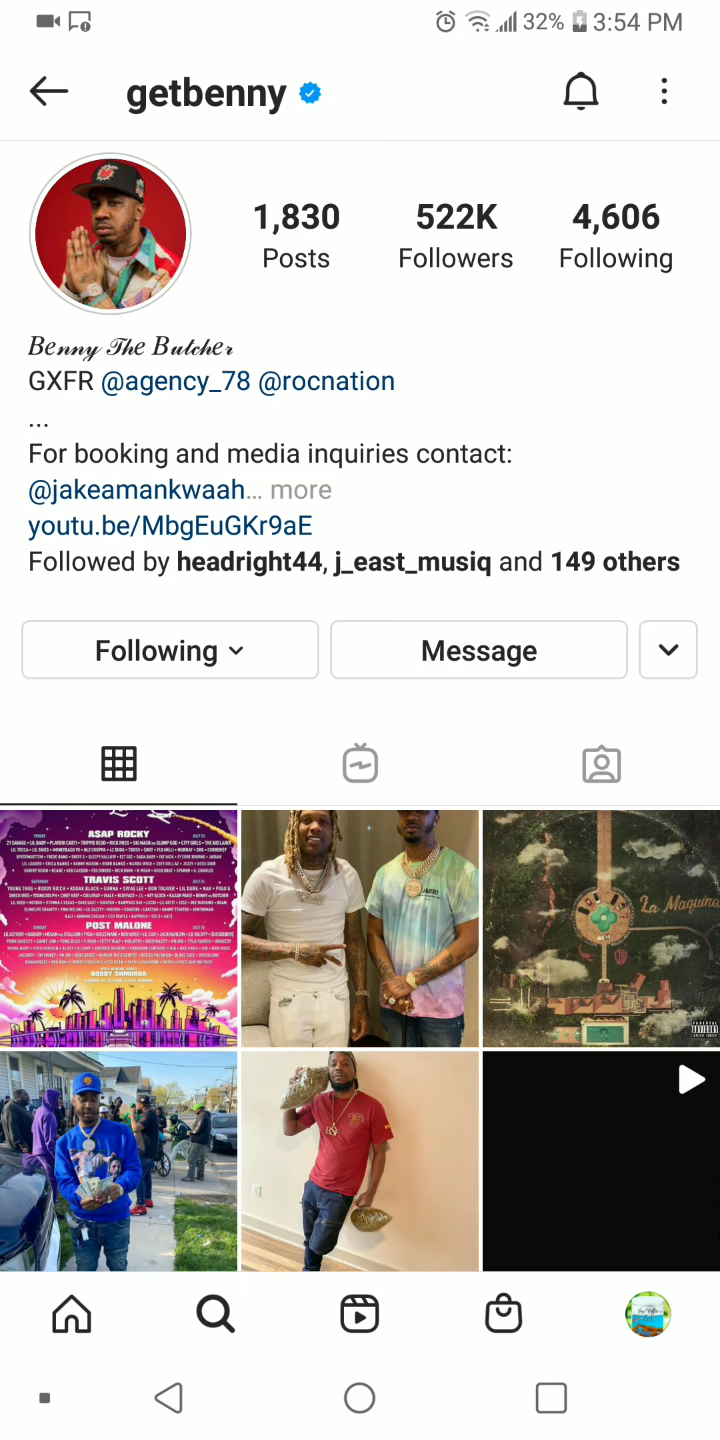 32% 3:54 PM
getbenny
1,830 522K 4,606
Posts Followers Following
𝐵𝑒𝓃𝓃𝓎 𝒯𝒽𝑒 𝐵𝓊𝓉𝒸𝒽𝑒𝓇
GXFR @agency_78 @rocnation
...
For booking and media inquiries contact:
@jakeamankwaah... more
youtu.be/MbgEuGKr9aE
Followed by headright44, j_east_musiq and 149 others
Following Message
ASAP ROCKY
TRAVIS SCOTT
POST MALONE
BOBBY SHMURDA
La Maquina